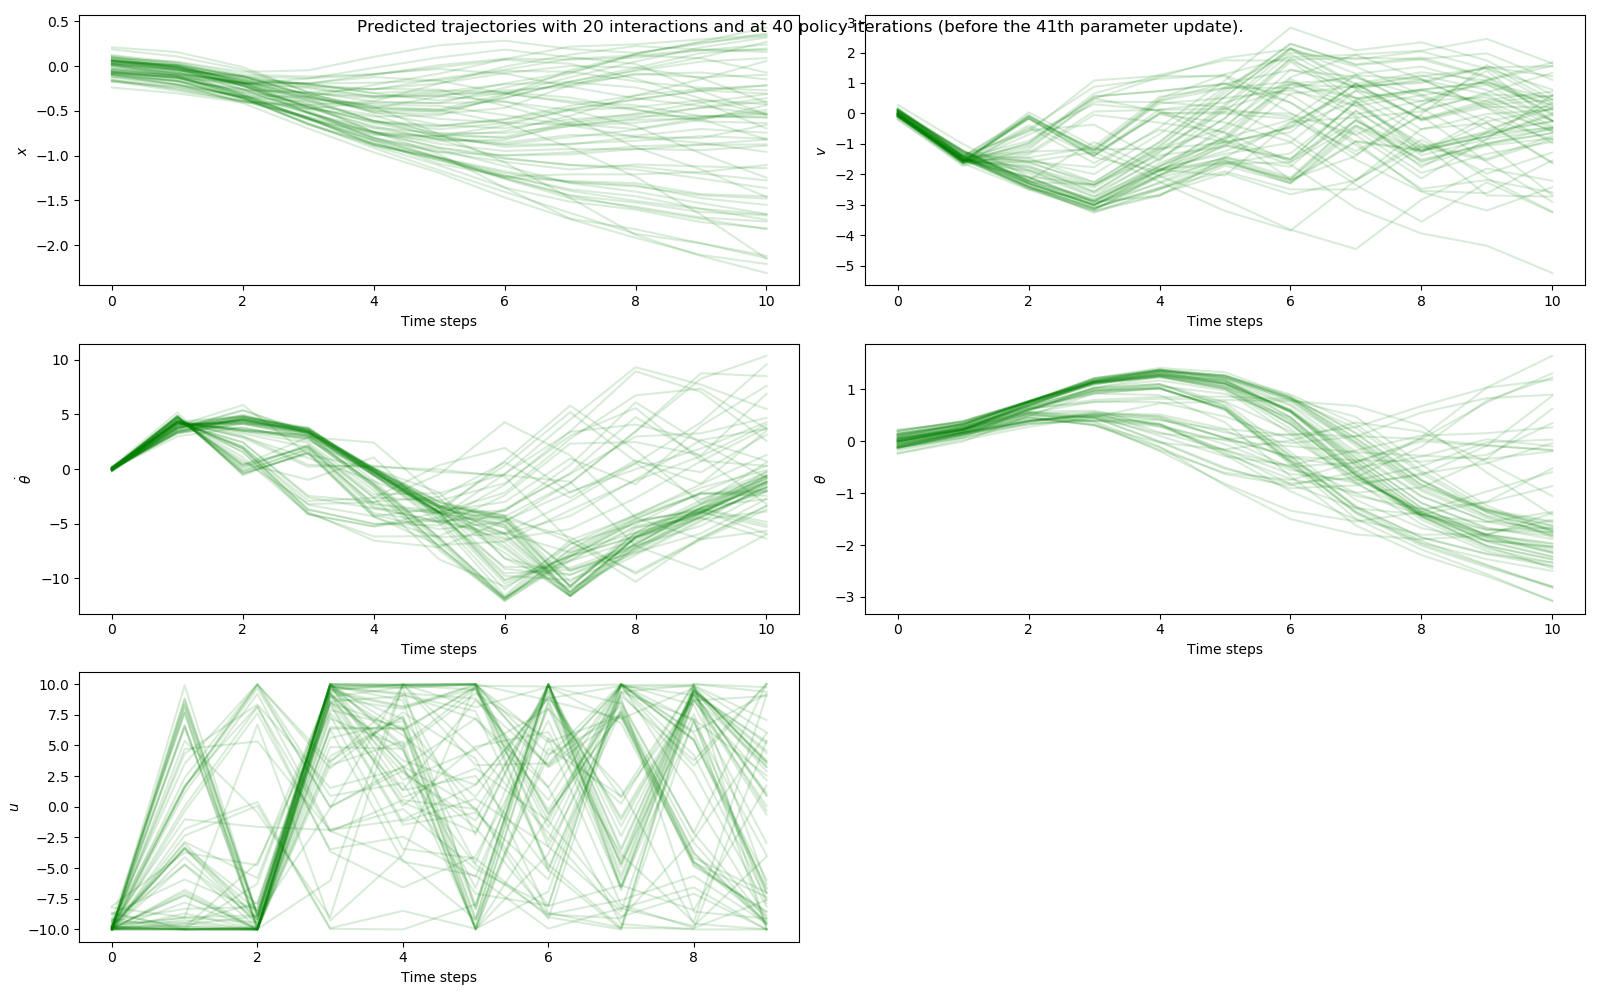 Predicted trajectories with 20 interactions and at 40 policy iterations (before the 41th parameter update).
0.5
0.0
−0.5
−1.0
−1.5
−2.0
x
0 2 4 6 8 10
Time steps
3
2
1
0
−1
−2
−3
−4
−5
v
0 2 4 6 8 10
Time steps
10
5
0
−5
−10
θ̇
0 2 4 6 8 10
Time steps
1
0
−1
−2
−3
θ
0 2 4 6 8 10
Time steps
10.0
7.5
5.0
2.5
0.0
−2.5
−5.0
−7.5
−10.0
u
0 2 4 6 8
Time steps